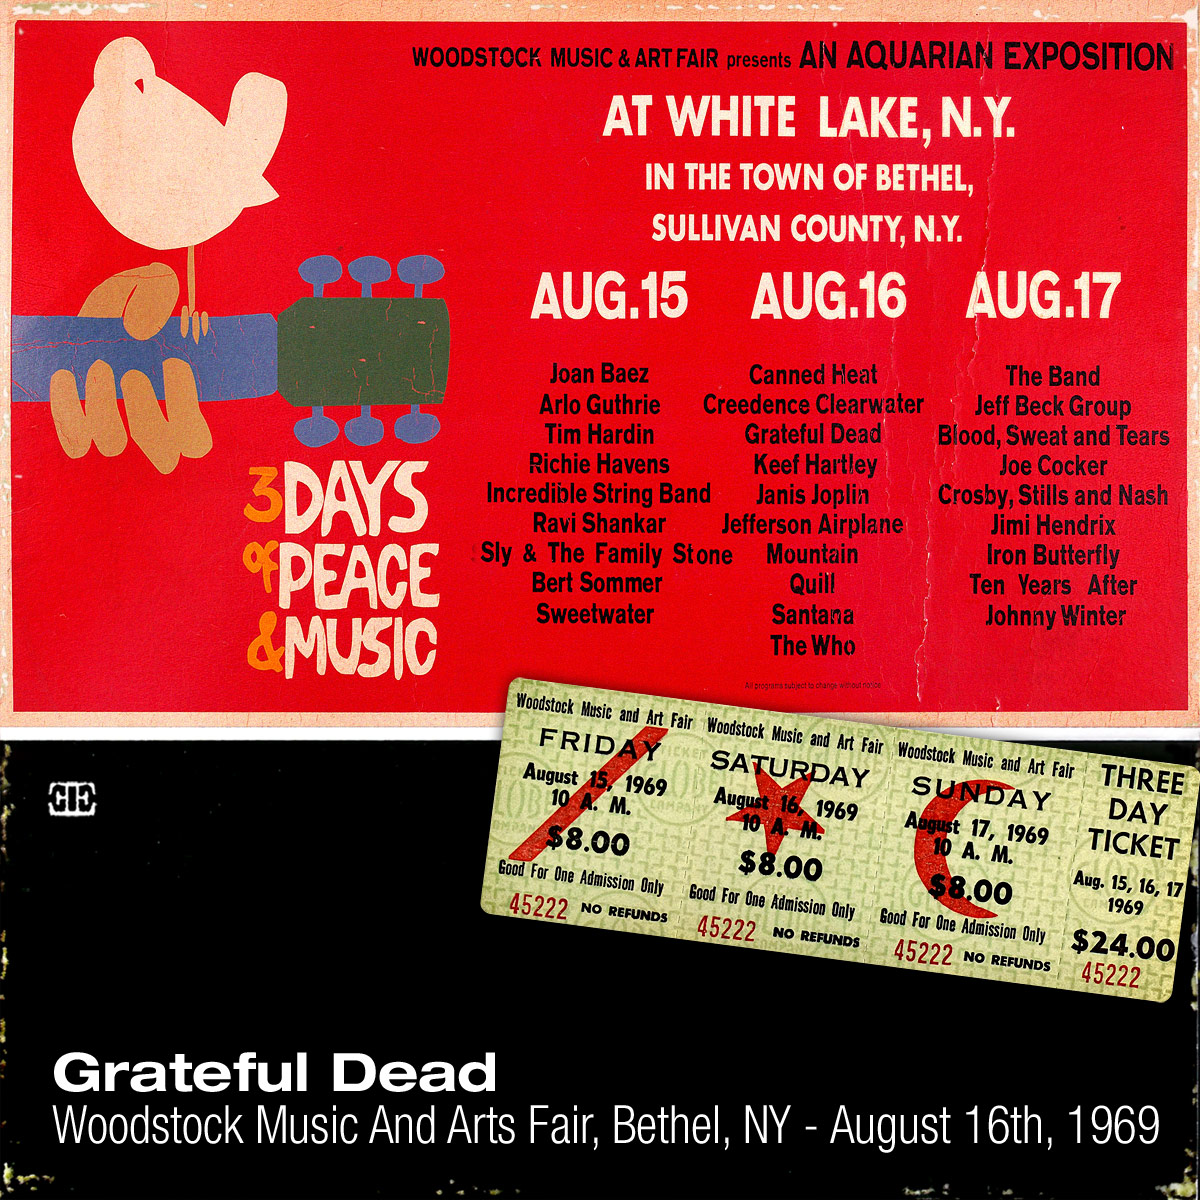 WOODSTOCK MUSIC & ART FAIR presents AN AQUARIAN EXPOSITION
AT WHITE LAKE, N.Y.
IN THE TOWN OF BETHEL,
SULLIVAN COUNTY, N.Y.
AUG.15
Joan Baez
Arlo Guthrie
Tim Hardin
Richie Havens
Incredible String Band
Ravi Shankar
Sly & The Family Stone
Bert Sommer
Sweetwater
AUG.16
Canned Heat
Creedence Clearwater
Grateful Dead
Keef Hartley
Janis Joplin
Jefferson Airplane
Mountain
Quill
Santana
The Who
AUG.17
The Band
Jeff Beck Group
Blood, Sweat and Tears
Joe Cocker
Crosby, Stills and Nash
Jimi Hendrix
Iron Butterfly
Ten Years After
Johnny Winter
3 DAYS
of PEACE
& MUSIC
All programs subject to change without notice
Woodstock Music and Art Fair
FRIDAY
August 15, 1969
10 A. M.
$8.00
Good For One Admission Only
45222 NO REFUNDS
Woodstock Music and Art Fair
SATURDAY
August 16, 1969
10 A. M.
$8.00
Good For One Admission Only
45222 NO REFUNDS
Woodstock Music and Art Fair
SUNDAY
August 17, 1969
10 A. M.
$8.00
Good For One Admission Only
45222 NO REFUNDS
THREE
DAY
TICKET
Aug. 15, 16, 17
1969
$24.00
45222
Grateful Dead
Woodstock Music And Arts Fair, Bethel, NY - August 16th, 1969